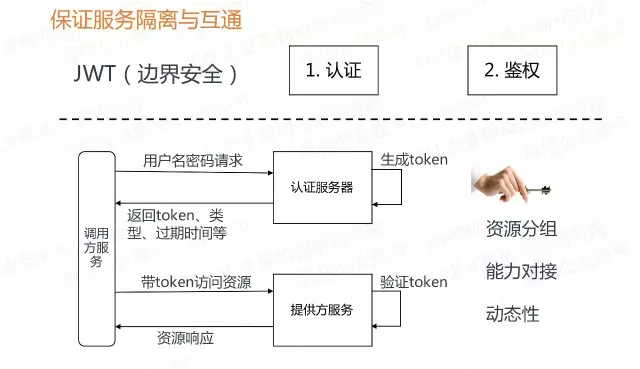 保证服务隔离与互通
JWT（边界安全）
1. 认证
2. 鉴权
用户名密码请求
认证服务器
生成token
返回token、类
型、过期时间等
调用
方服
务
带token访问资源
提供方服务
验证token
资源响应
资源分组
能力对接
动态性